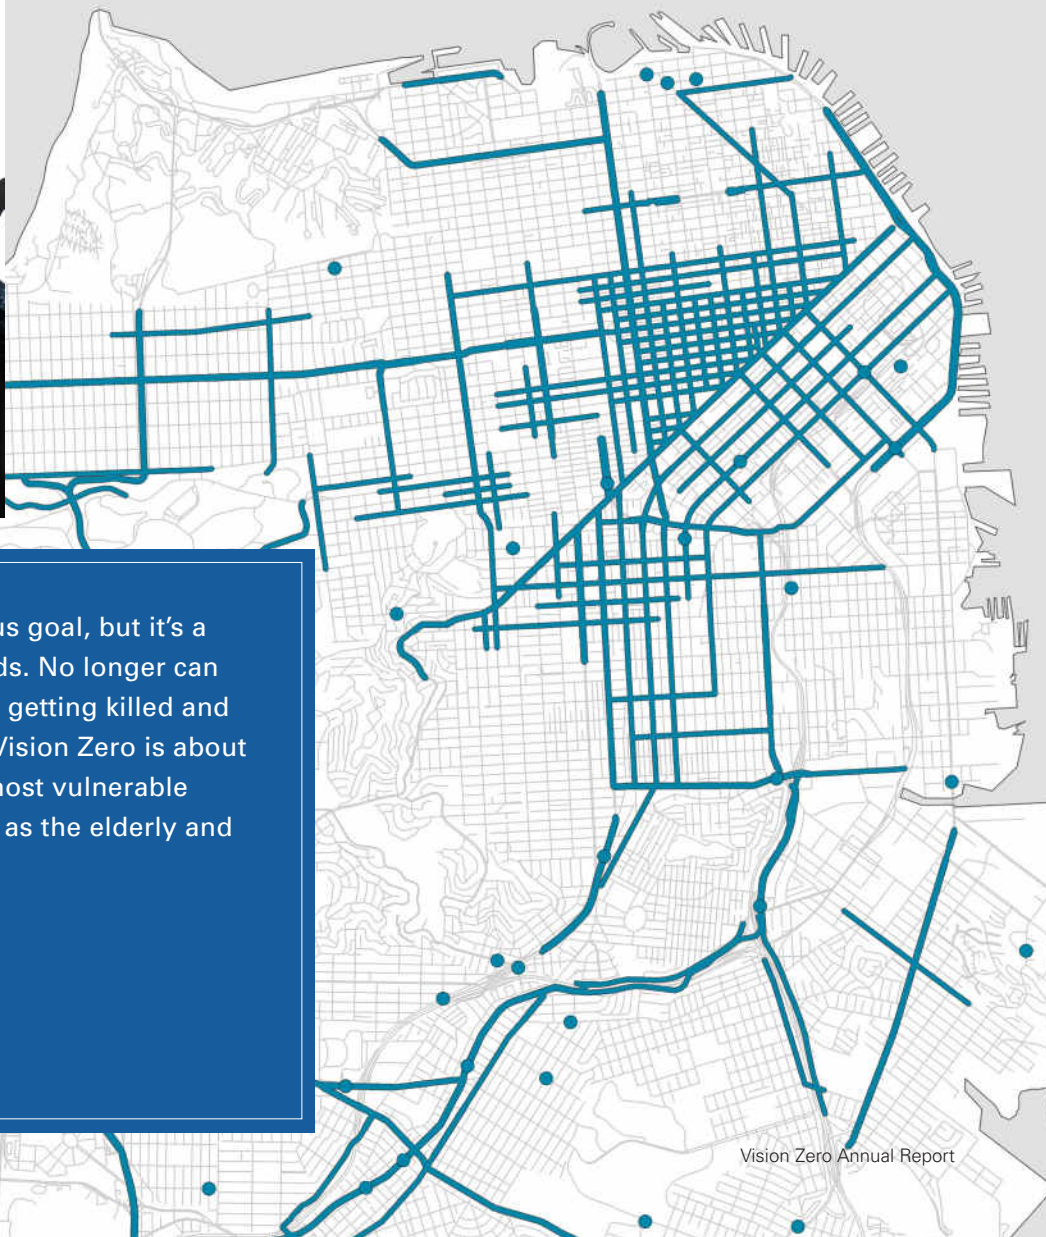 us goal, but it’s a
ds. No longer can
getting killed and
Vision Zero is about
most vulnerable
as the elderly and
Vision Zero Annual Report